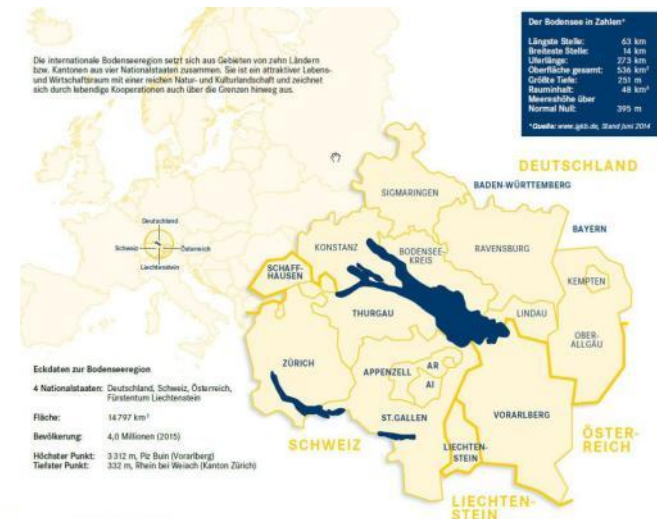 Der Bodensee in Zahlen*
Längste Stelle: 63 km
Breiteste Stelle: 14 km
Uferlänge: 273 km
Oberfläche gesamt: 536 km²
Größte Tiefe: 251 m
Rauminhalt: 48 km³
Meereshöhe über
Normal Null: 395 m
*Quelle: www.igkb.de, Stand Juni 2014
Die internationale Bodenseeregion setzt sich aus Gebieten von zehn Ländern
bzw. Kantonen aus vier Nationalstaaten zusammen. Sie ist ein attraktiver Lebens-
und Wirtschaftsraum mit einer reichen Natur- und Kulturlandschaft und zeichnet
sich durch lebendige Kooperationen auch über die Grenzen hinweg aus.
DEUTSCHLAND
BADEN-WÜRTTEMBERG
SIGMARINGEN
BAYERN
Deutschland
Schweiz
Österreich
Liechtenstein
KONSTANZ
BODENSEE-
KREIS
RAVENSBURG
SCHAFF-
HAUSEN
KEMPTEN
THURGAU
LINDAU
OBER-
ALLGÄU
ZÜRICH
APPENZELL
AR
AI
ST.GALLEN
VORARLBERG
SCHWEIZ
LIECHTEN-
STEIN
ÖSTER-
REICH
LIECHTEN-
STEIN
Eckdaten zur Bodenseeregion
4 Nationalstaaten: Deutschland, Schweiz, Österreich,
Fürstentum Liechtenstein
Fläche: 14797 km²
Bevölkerung: 4,0 Millionen (2015)
Höchster Punkt: 3312 m, Piz Buin (Vorarlberg)
Tiefster Punkt: 332 m, Rhein bei Weiach (Kanton Zürich)